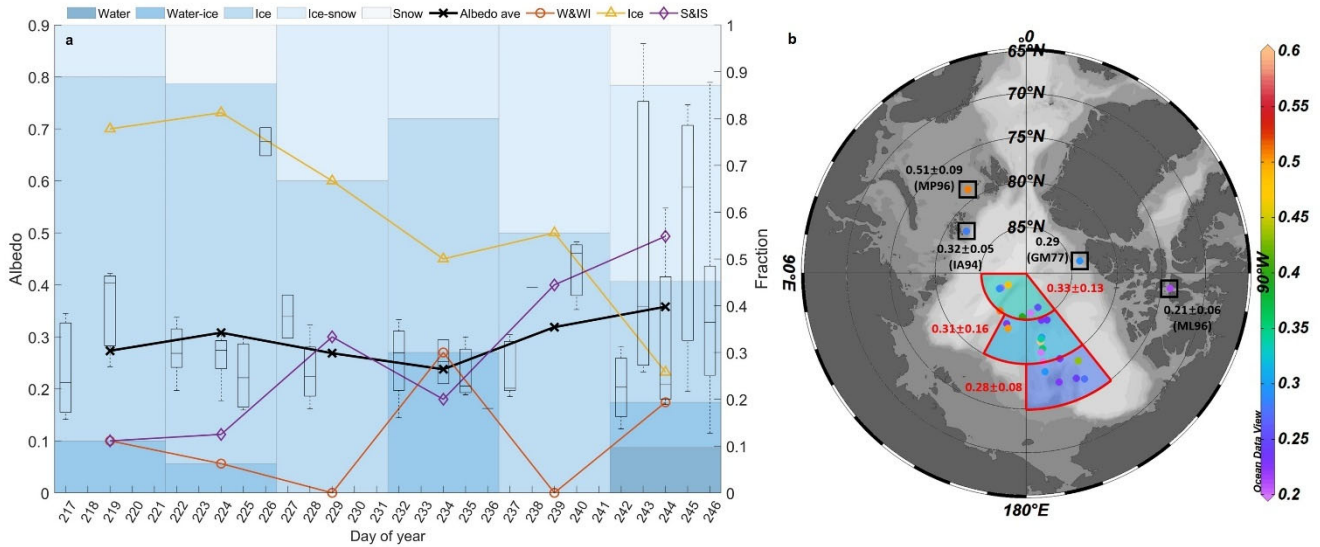 Water Water-ice Ice Ice-snow Snow Albedo ave W&WI Ice S&IS
a
Albedo
0.9
0.8
0.7
0.6
0.5
0.4
0.3
0.2
0.1
0
1
0.9
0.8
0.7
0.6
0.5
0.4
0.3
0.2
0.1
0
Fraction
217 218 219 220 221 222 223 224 225 226 227 228 229 230 231 232 233 234 235 236 237 238 239 240 241 242 243 244 245 246
Day of year
b
0°
65°N
70°N
75°N
80°N
85°N
90°E
90°W
180°E
0.51±0.09
(MP96)
0.32±0.05
(IA94)
0.29
(GM77)
0.21±0.06
(ML96)
0.33±0.13
0.31±0.16
0.28±0.08
Ocean Data View
0.6
0.55
0.5
0.45
0.4
0.35
0.3
0.25
0.2